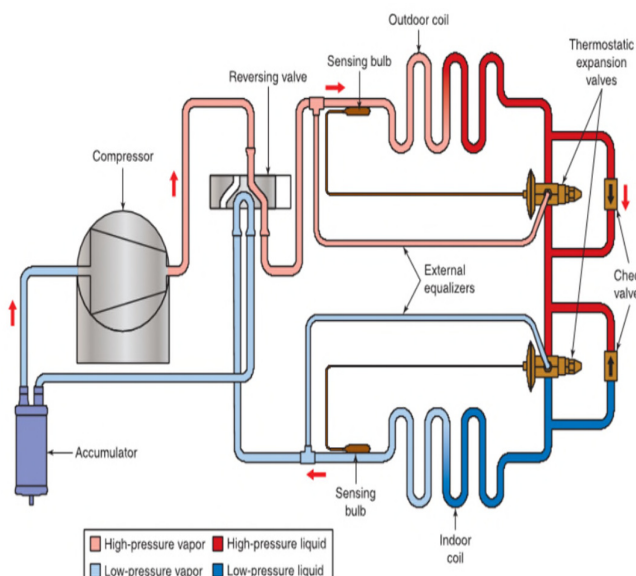 Outdoor coil
Thermostatic
expansion
valves
Sensing bulb
Reversing valve
Compressor
External
equalizers
valve
Accumulator
Sensing
bulb
Indoor
coil
High-pressure vapor
High-pressure liquid
Low-pressure vapor
Low-pressure liquid